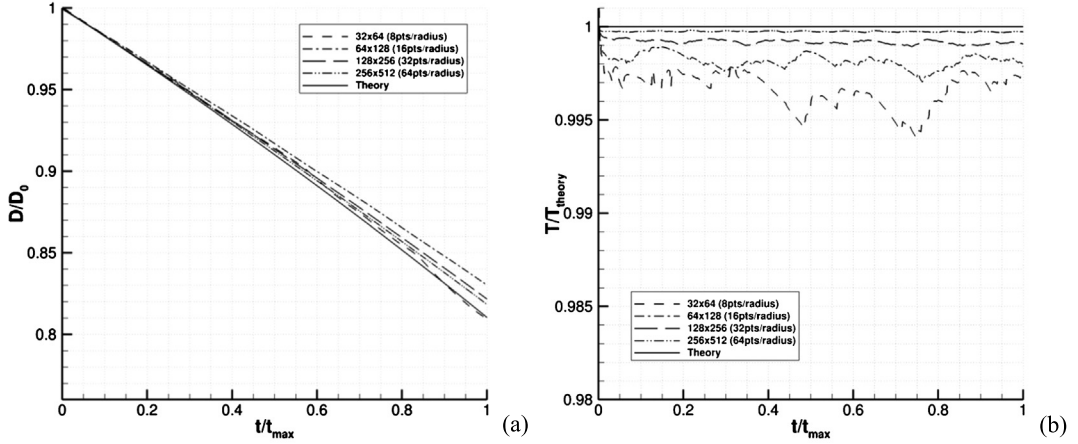 1
0.95
0.9
0.85
0.8
D/D0
0 0.2 0.4 0.6 0.8 1
t/tmax
32x64 (8pts/radius)
64x128 (16pts/radius)
128x256 (32pts/radius)
256x512 (64pts/radius)
Theory
(a)
1
0.995
0.99
0.985
0.98
T/Ttheory
32x64 (8pts/radius)
64x128 (16pts/radius)
128x256 (32pts/radius)
256x512 (64pts/radius)
Theory
0 0.2 0.4 0.6 0.8 1
t/tmax
(b)